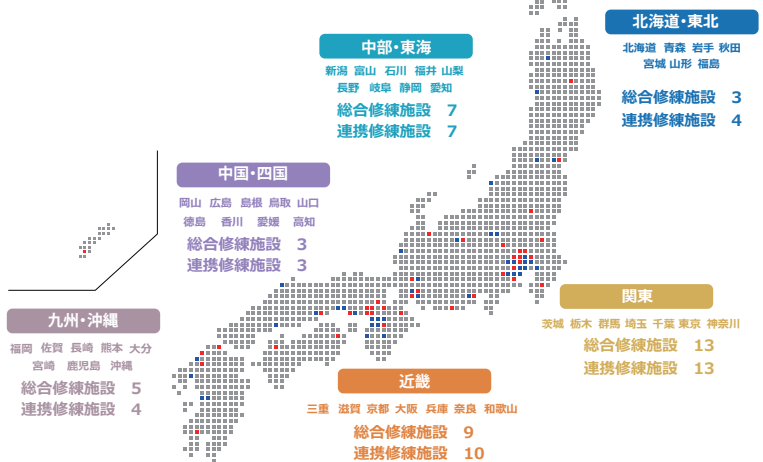 北海道・東北
北海道 青森 岩手 秋田
宮城 山形 福島
総合修練施設 3
連携修練施設 4
中部・東海
新潟 富山 石川 福井 山梨
長野 岐阜 静岡 愛知
総合修練施設 7
連携修練施設 7
中国・四国
岡山 広島 島根 鳥取 山口
徳島 香川 愛媛 高知
総合修練施設 3
連携修練施設 3
関東
茨城 栃木 群馬 埼玉 千葉 東京 神奈川
総合修練施設 13
連携修練施設 13
九州・沖縄
福岡 佐賀 長崎 熊本 大分
宮崎 鹿児島 沖縄
総合修練施設 5
連携修練施設 4
近畿
三重 滋賀 京都 大阪 兵庫 奈良 和歌山
総合修練施設 9
連携修練施設 10